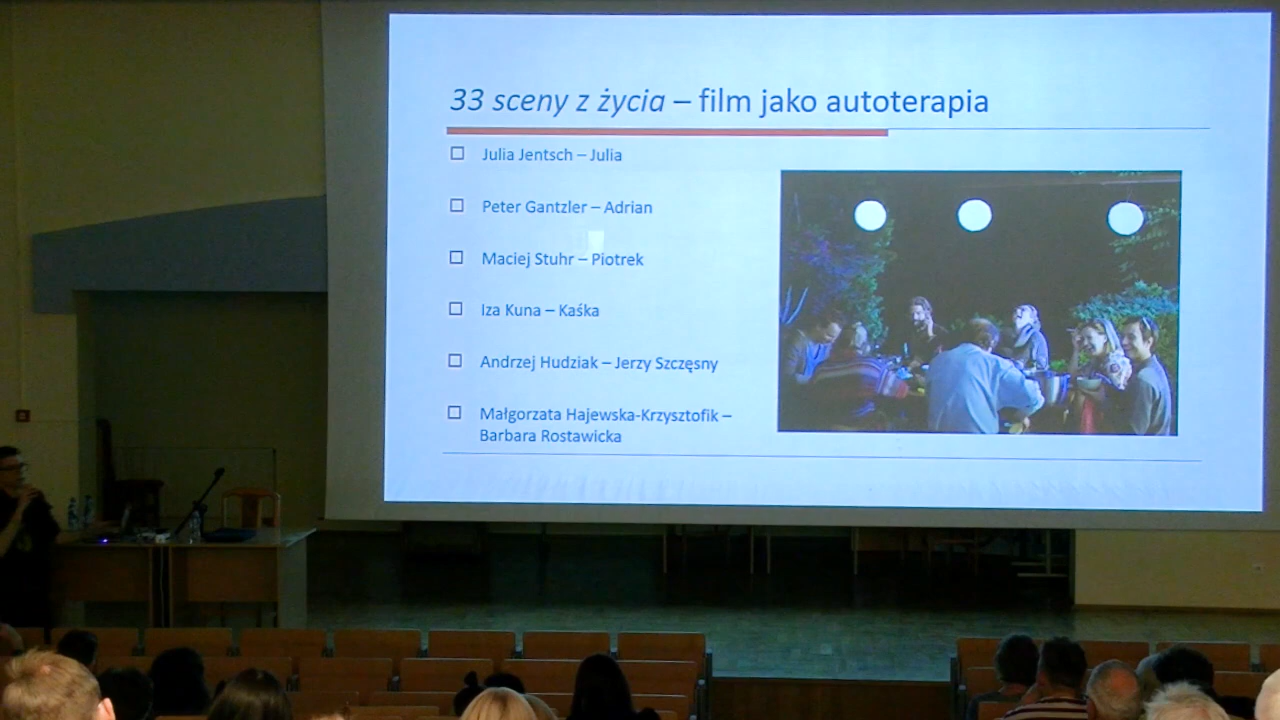 33 sceny z życia – film jako autoterapia
Julia Jentsch – Julia
Peter Gantzler – Adrian
Maciej Stuhr – Piotrek
Iza Kuna – Kaśka
Andrzej Hudziak – Jerzy Szczęsny
Małgorzata Hajewska-Krzysztofik –
Barbara Rostawicka